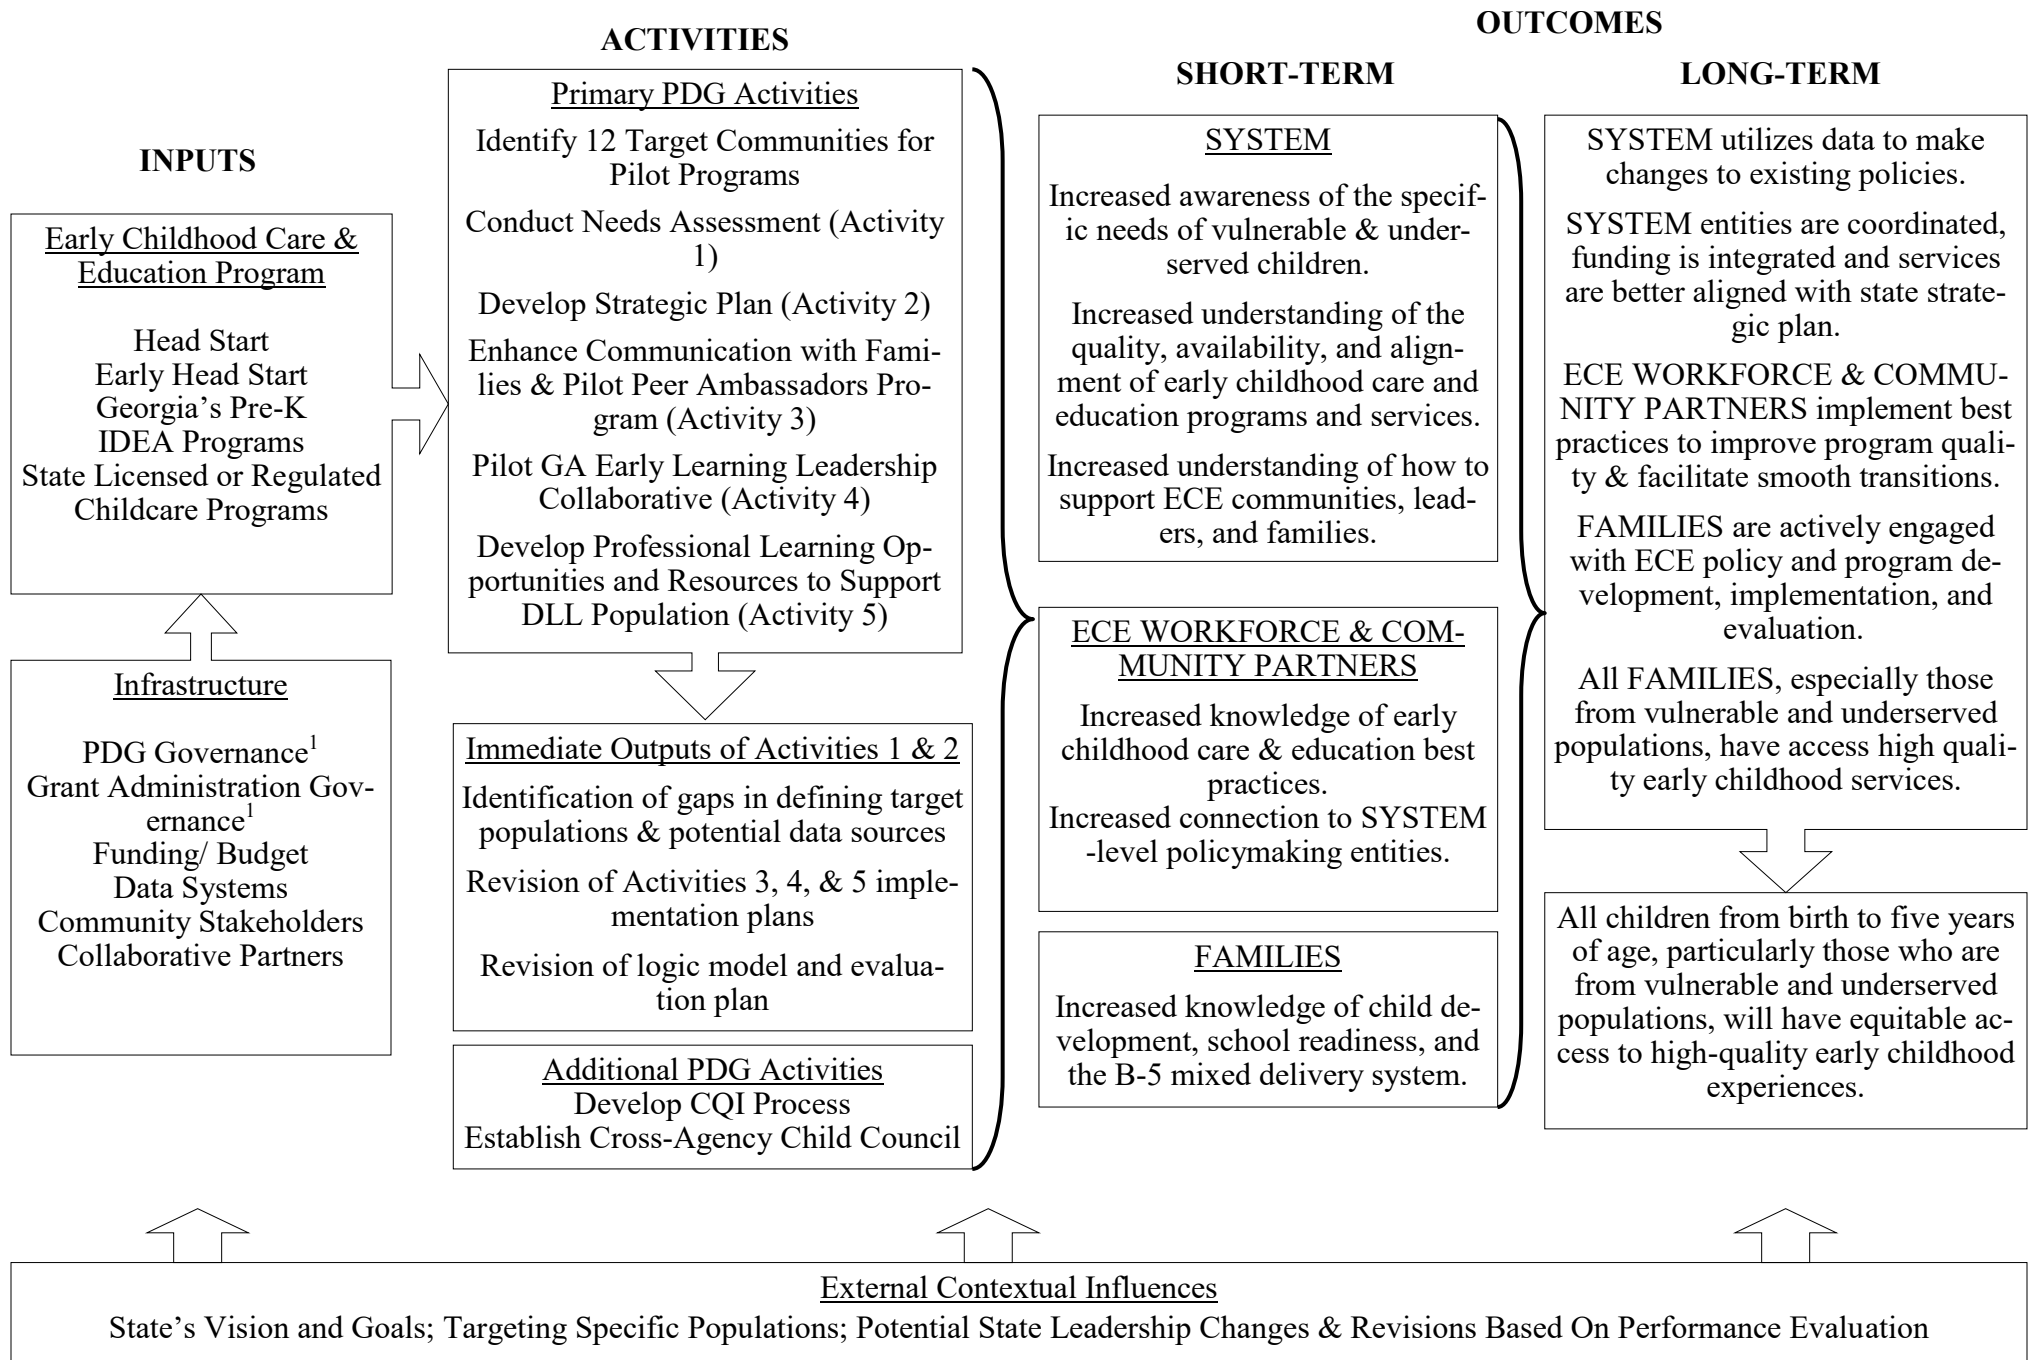 INPUTS
Early Childhood Care &
Education Program
Head Start
Early Head Start
Georgia’s Pre-K
IDEA Programs
State Licensed or Regulated
Childcare Programs
Infrastructure
PDG Governance¹
Grant Administration Gov-
ernance¹
Funding/ Budget
Data Systems
Community Stakeholders
Collaborative Partners
ACTIVITIES
Primary PDG Activities
Identify 12 Target Communities for
Pilot Programs
Conduct Needs Assessment (Activity
1)
Develop Strategic Plan (Activity 2)
Enhance Communication with Fami-
lies & Pilot Peer Ambassadors Pro-
gram (Activity 3)
Pilot GA Early Learning Leadership
Collaborative (Activity 4)
Develop Professional Learning Op-
portunities and Resources to Support
DLL Population (Activity 5)
Immediate Outputs of Activities 1 & 2
Identification of gaps in defining target
populations & potential data sources
Revision of Activities 3, 4, & 5 imple-
mentation plans
Revision of logic model and evalua-
tion plan
Additional PDG Activities
Develop CQI Process
Establish Cross-Agency Child Council
OUTCOMES
SHORT-TERM
SYSTEM
Increased awareness of the specif-
ic needs of vulnerable & under-
served children.
Increased understanding of the
quality, availability, and align-
ment of early childhood care and
education programs and services.
Increased understanding of how to
support ECE communities, lead-
ers, and families.
ECE WORKFORCE & COM-
MUNITY PARTNERS
Increased knowledge of early
childhood care & education best
practices.
Increased connection to SYSTEM
-level policymaking entities.
FAMILIES
Increased knowledge of child de-
velopment, school readiness, and
the B-5 mixed delivery system.
LONG-TERM
SYSTEM utilizes data to make
changes to existing policies.
SYSTEM entities are coordinated,
funding is integrated and services
are better aligned with state strate-
gic plan.
ECE WORKFORCE & COMMU-
NITY PARTNERS implement best
practices to improve program quali-
ty & facilitate smooth transitions.
FAMILIES are actively engaged
with ECE policy and program de-
velopment, implementation, and
evaluation.
All FAMILIES, especially those
from vulnerable and underserved
populations, have access high quali-
ty early childhood services.
All children from birth to five years
of age, particularly those who are
from vulnerable and underserved
populations, will have equitable ac-
cess to high-quality early childhood
experiences.
External Contextual Influences
State’s Vision and Goals; Targeting Specific Populations; Potential State Leadership Changes & Revisions Based On Performance Evaluation